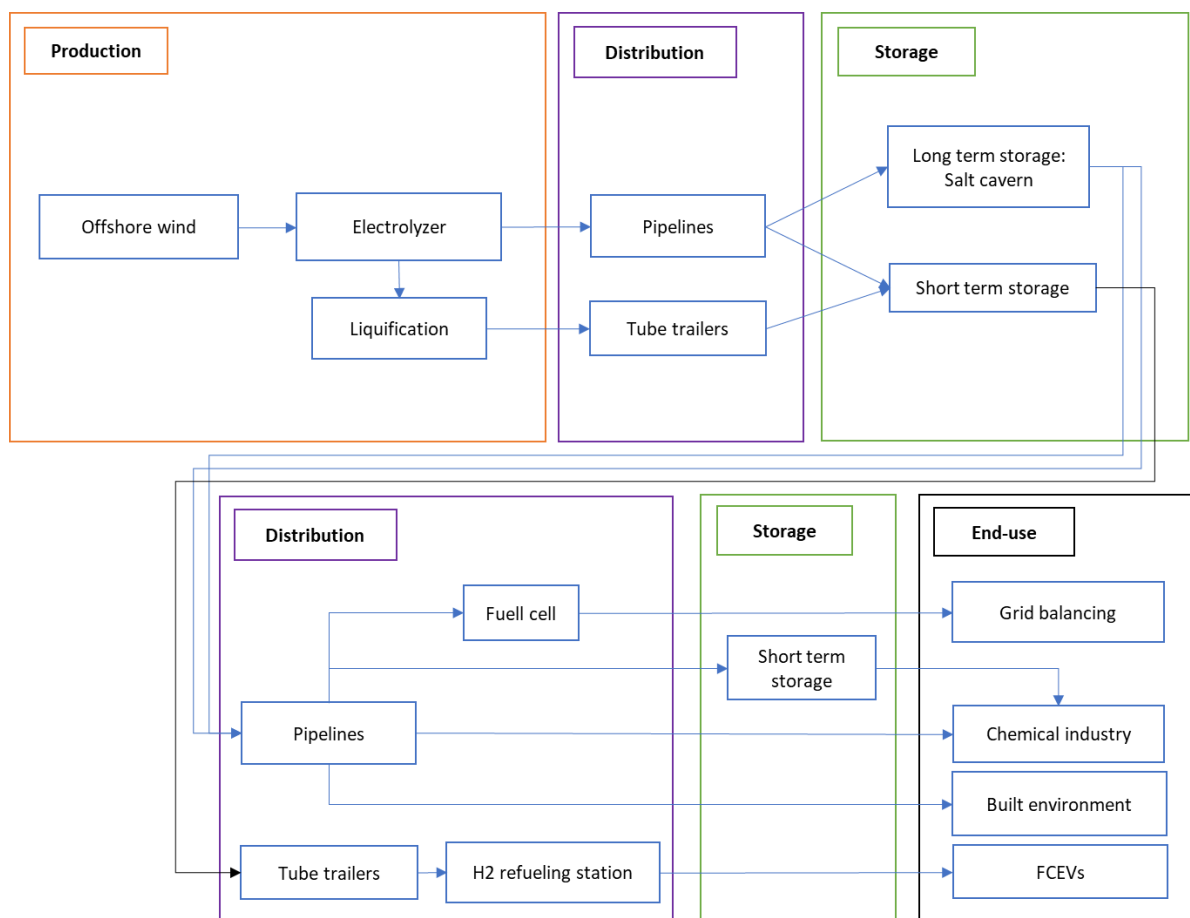 Production
Distribution
Storage
Long term storage:
Salt cavern
Offshore wind
Electrolyzer
Pipelines
Short term storage
Liquification
Tube trailers
Distribution
Storage
End-use
Fuell cell
Grid balancing
Short term
storage
Pipelines
Chemical industry
Built environment
Tube trailers
H2 refueling station
FCEVs